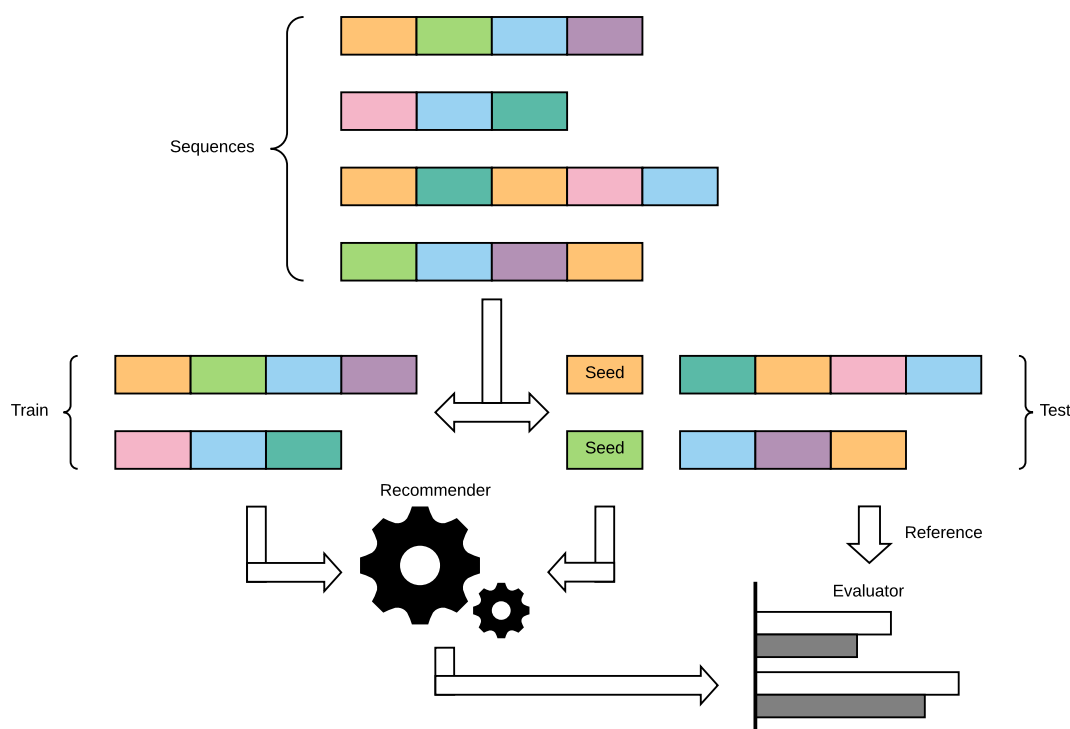 Sequences
Train
Seed
Test
Seed
Recommender
Reference
Evaluator